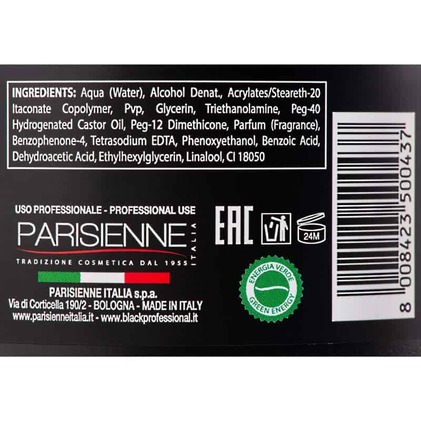 INGREDIENTS: Aqua (Water), Alcohol Denat., Acrylates/Steareth-20
Itaconate Copolymer, Pvp, Glycerin, Triethanolamine, Peg-40
Hydrogenated Castor Oil, Peg-12 Dimethicone, Parfum (Fragrance),
Benzophenone-4, Tetrasodium EDTA, Phenoxyethanol, Benzoic Acid,
Dehydroacetic Acid, Ethylhexylglycerin, Linalool, CI 18050
USO PROFESSIONALE - PROFESSIONAL USE
PARISIENNE
ITALIA
TRADIZIONE COSMETICA DAL 1955
PARISIENNE ITALIA s.p.a.
Via di Corticella 190/2 - BOLOGNA - MADE IN ITALY
www.parisienneitalia.it - www.blackprofessional.it
EAC
24M
ENERGIA VERDE
GREEN ENERGY
8 008423 500437